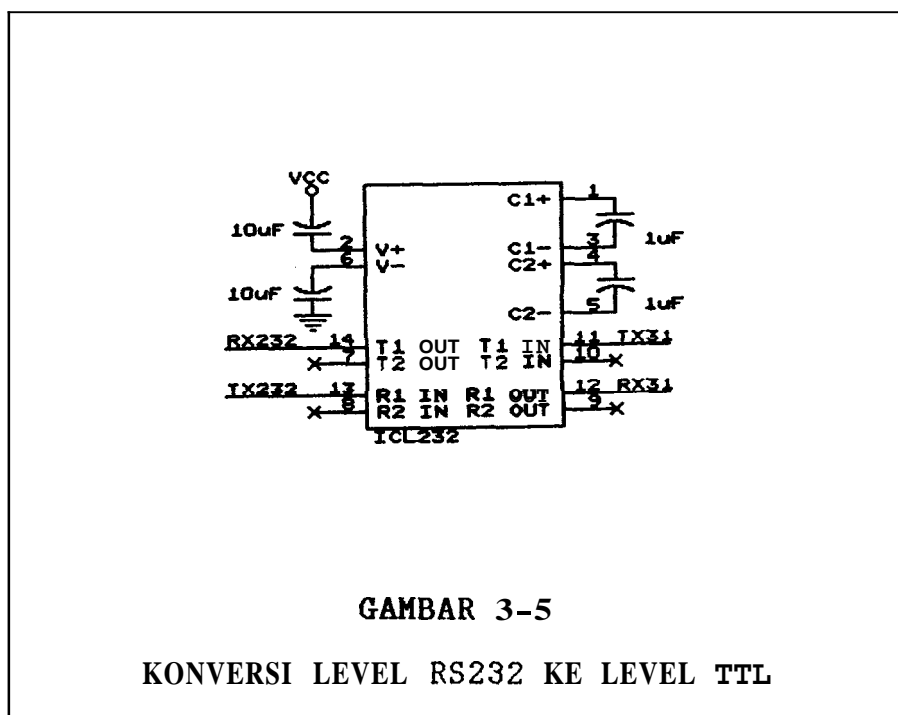 VCC
C1+ 1
10uF 2 V+
C1- 3 1uF
6 V-
C2+ 4
10uF
C2- 5 1uF
RX232 14 T1 OUT T1 IN 11 TX31
7 T2 OUT T2 IN 10
TX232 13 R1 IN R1 OUT 12 RX31
8 R2 IN R2 OUT 9
ICL232
GAMBAR 3-5
KONVERSI LEVEL RS232 KE LEVEL TTL